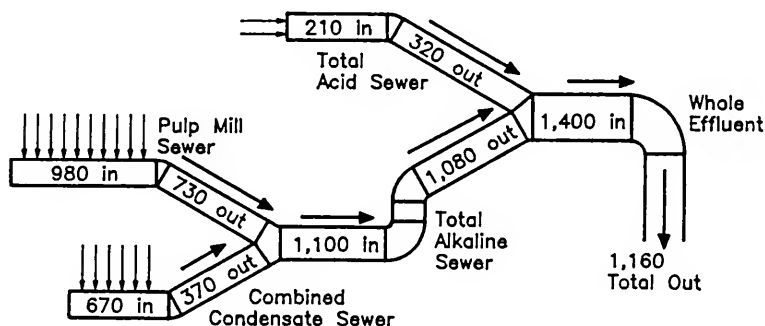 210 in
320 out
Total
Acid Sewer
1,400 in
Whole
Effluent
Pulp Mill
Sewer
980 in
730 out
1,080 out
1,100 in
Total
Alkaline
Sewer
1,160
Total Out
670 in
370 out
Combined
Condensate Sewer